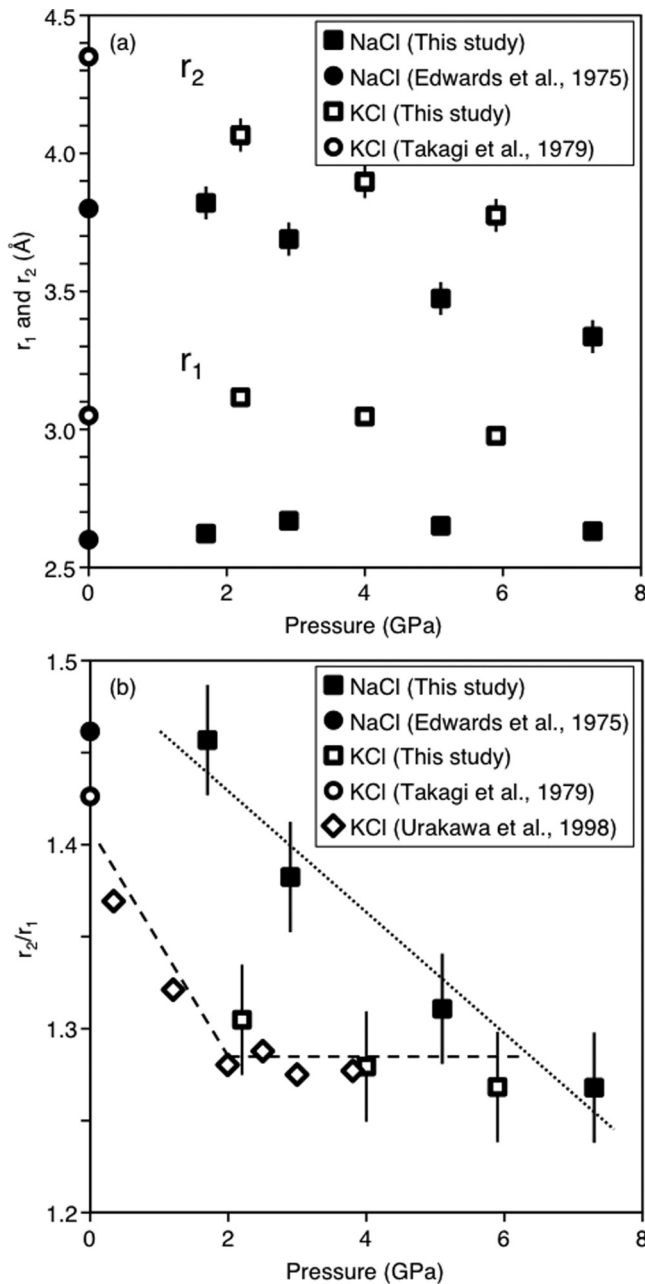 4.5
(a)
r2
NaCl (This study)
NaCl (Edwards et al., 1975)
KCl (This study)
KCl (Takagi et al., 1979)
4.0
r1 and r2 (Å)
3.5
r1
3.0
2.5
0 2 4 6 8
Pressure (GPa)
1.5
(b)
NaCl (This study)
NaCl (Edwards et al., 1975)
KCl (This study)
KCl (Takagi et al., 1979)
KCl (Urakawa et al., 1998)
1.4
r2/r1
1.3
1.2
0 2 4 6 8
Pressure (GPa)